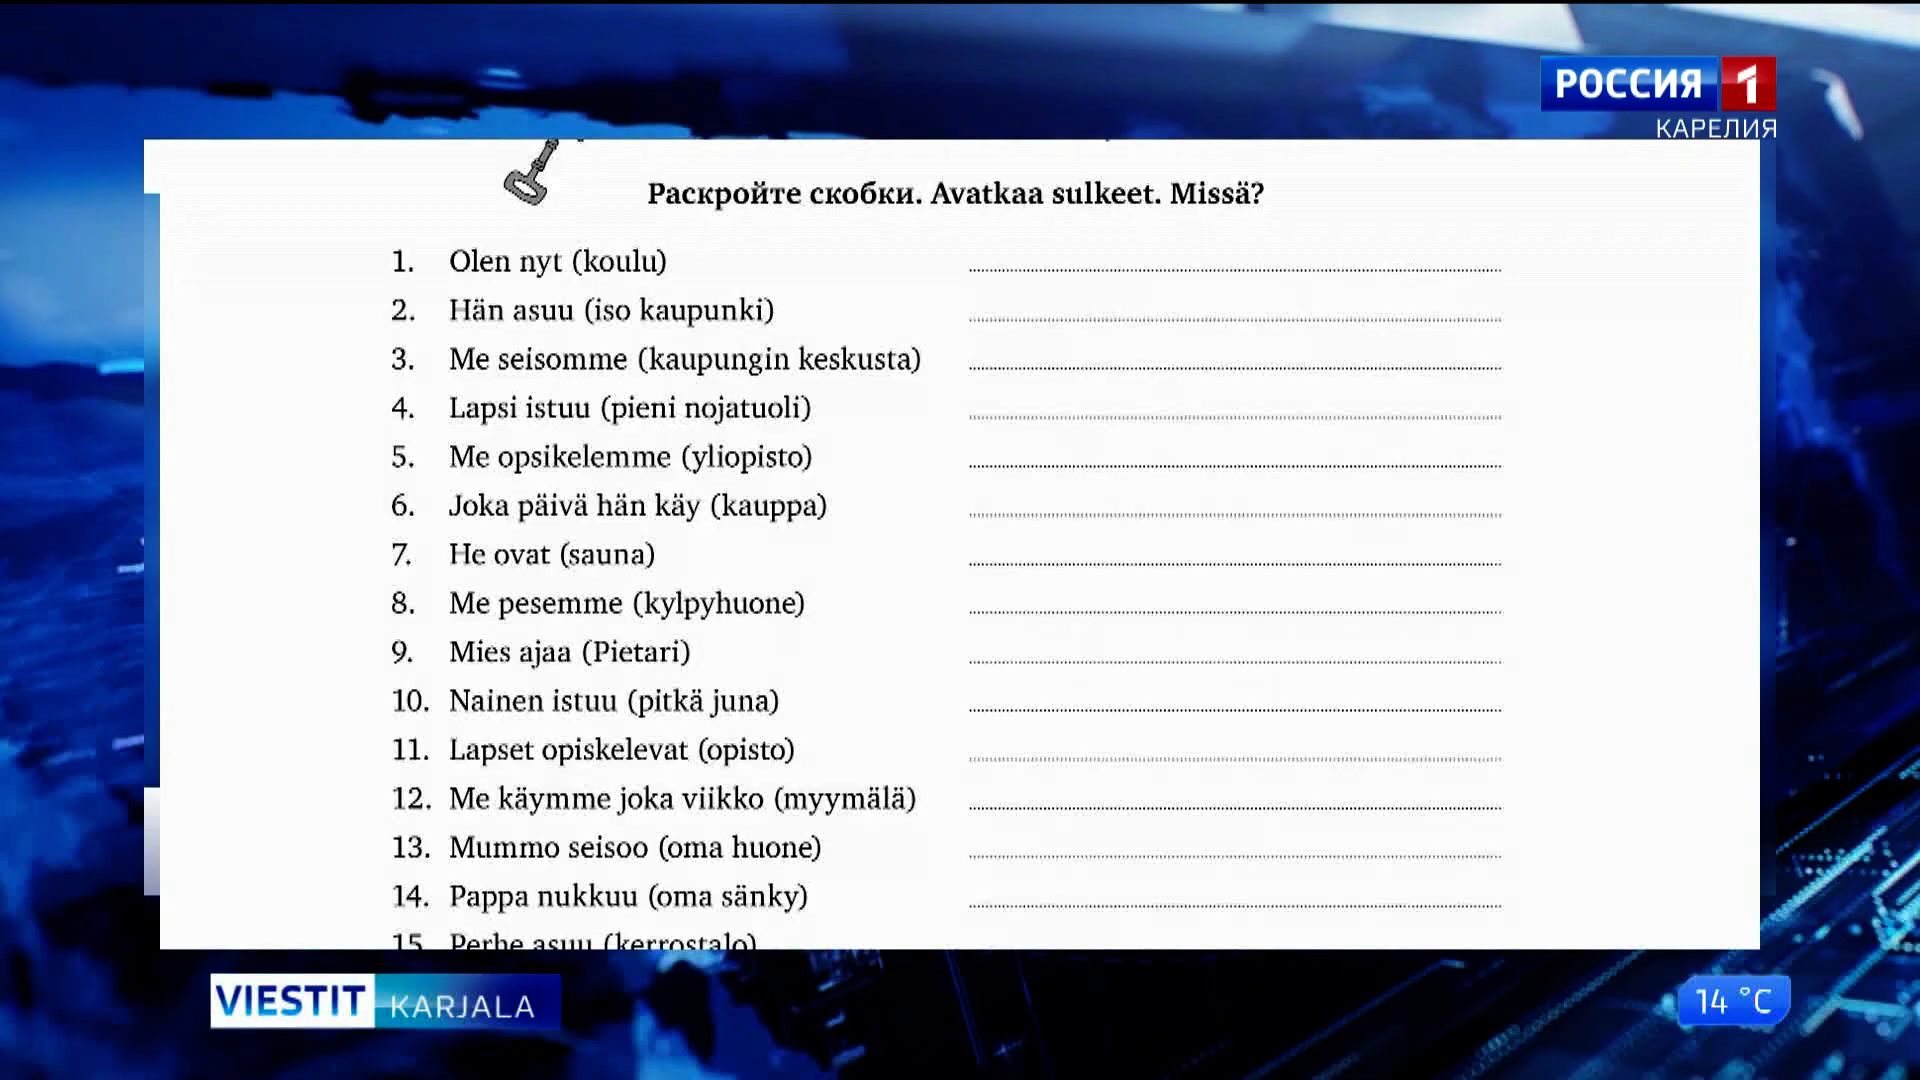 РОССИЯ 1
КАРЕЛИЯ
Раскройте скобки. Avatkaa sulkeet. Missä?
1. Olen nyt (koulu)
2. Hän asuu (iso kaupunki)
3. Me seisomme (kaupungin keskusta)
4. Lapsi istuu (pieni nojatuoli)
5. Me opsikelemme (yliopisto)
6. Joka päivä hän käy (kauppa)
7. He ovat (sauna)
8. Me pesemme (kylpyhuone)
9. Mies ajaa (Pietari)
10. Nainen istuu (pitkä juna)
11. Lapset opiskelevat (opisto)
12. Me käymme joka viikko (myymälä)
13. Mummo seisoo (oma huone)
14. Pappa nukkuu (oma sänky)
15. Perhe asuu (kerrostalo)
VIESTIT KARJALA
14 °C